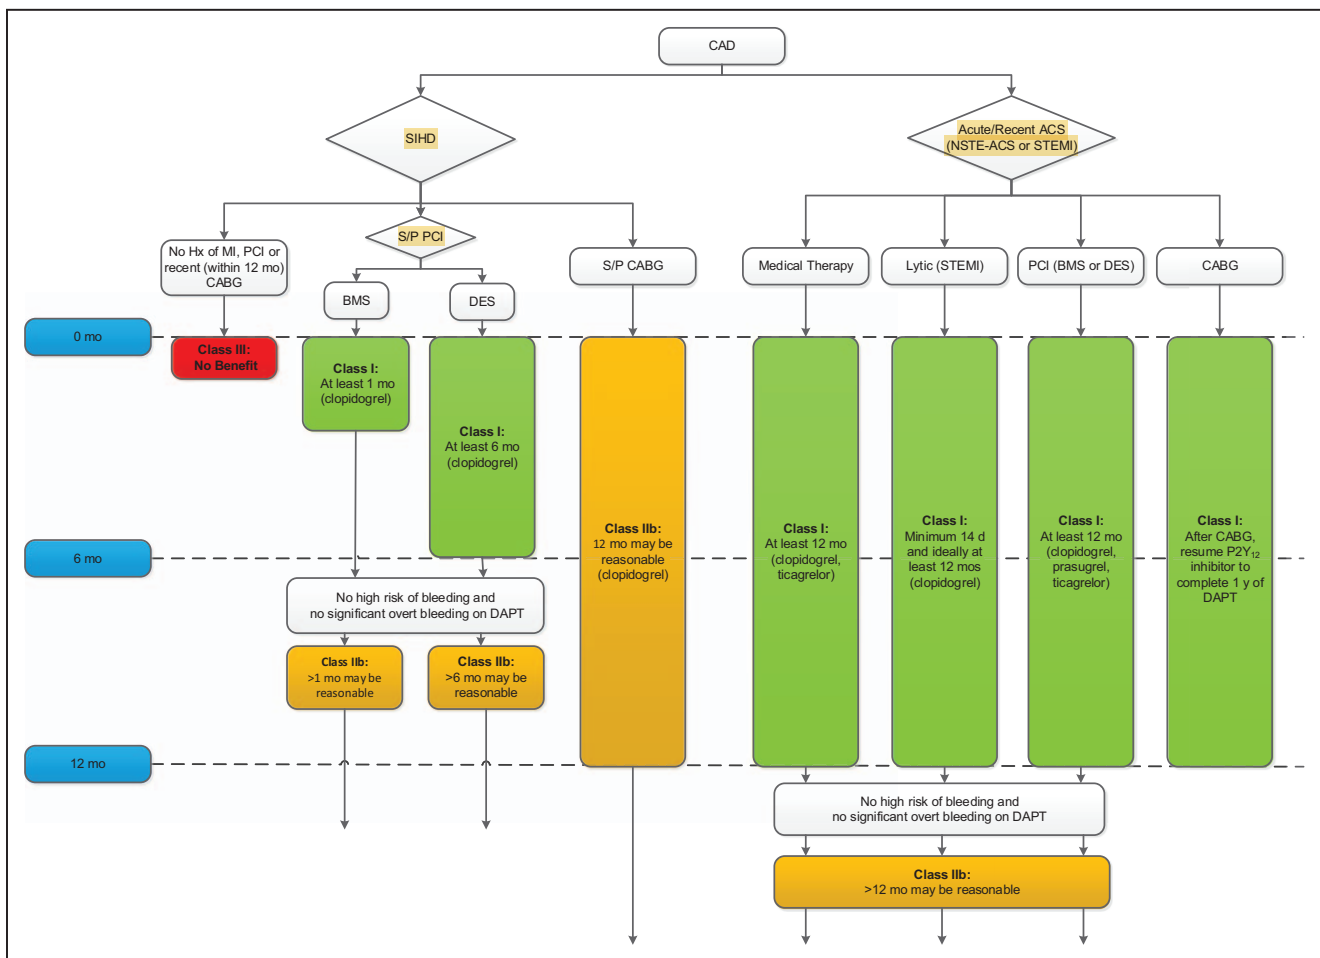 CAD
SIHD
Acute/Recent ACS
(NSTE-ACS or STEMI)
No Hx of MI, PCI or
recent (within 12 mo)
CABG
S/P PCI
BMS
DES
S/P CABG
Medical Therapy
Lytic (STEMI)
PCI (BMS or DES)
CABG
0 mo
Class III:
No Benefit
Class I:
At least 1 mo
(clopidogrel)
Class I:
At least 6 mo
(clopidogrel)
Class IIb:
12 mo may be
reasonable
(clopidogrel)
Class I:
At least 12 mo
(clopidogrel,
ticagrelor)
Class I:
Minimum 14 d
and ideally at
least 12 mos
(clopidogrel)
Class I:
At least 12 mo
(clopidogrel,
prasugrel,
ticagrelor)
Class I:
After CABG,
resume P2Y₁₂
inhibitor to
complete 1 y of
DAPT
6 mo
No high risk of bleeding and
no significant overt bleeding on DAPT
Class IIb:
>1 mo may be
reasonable
Class IIb:
>6 mo may be
reasonable
12 mo
No high risk of bleeding and
no significant overt bleeding on DAPT
Class IIb:
>12 mo may be reasonable